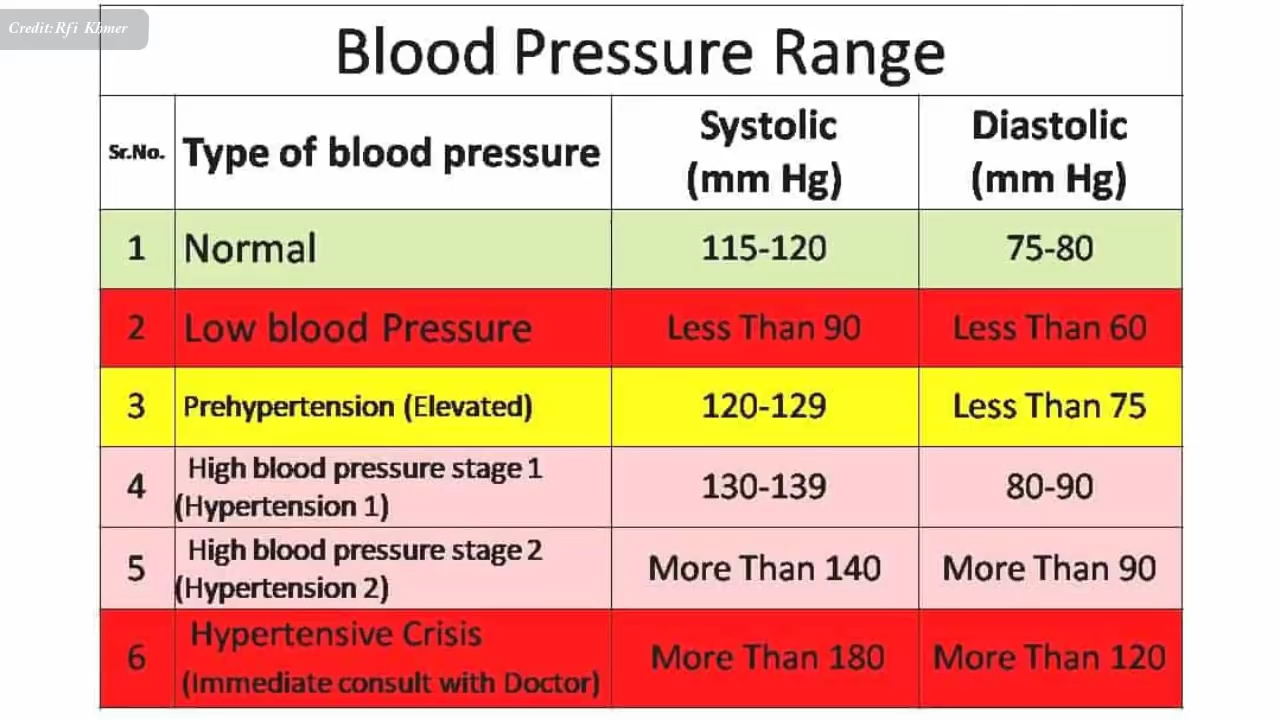 Credit:Rfi Khmer
Blood Pressure Range
Sr.No. Type of blood pressure Systolic (mm Hg) Diastolic (mm Hg)
1 Normal 115-120 75-80
2 Low blood Pressure Less Than 90 Less Than 60
3 Prehypertension (Elevated) 120-129 Less Than 75
4 High blood pressure stage 1 (Hypertension 1) 130-139 80-90
5 High blood pressure stage 2 (Hypertension 2) More Than 140 More Than 90
6 Hypertensive Crisis (Immediate consult with Doctor) More Than 180 More Than 120